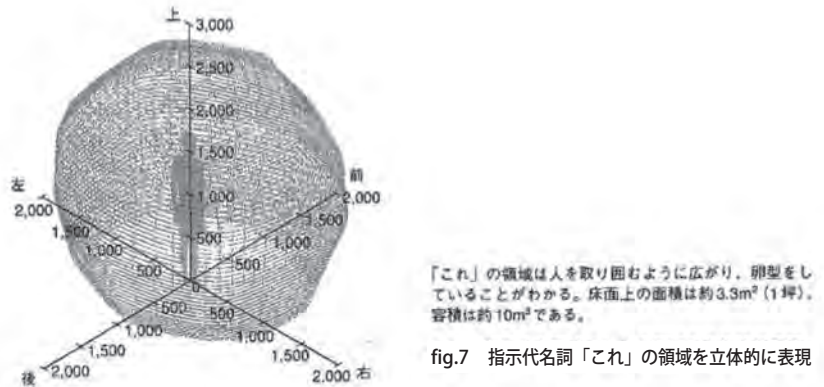 上
3,000
2,500
2,000
1,500
1,000
500
0
左
2,000
1,500
1,000
500
前
2,000
1,500
1,000
500
後
2,000
1,500
1,000
500
右
2,000
1,500
1,000
500
「これ」の領域は人を取り囲むように広がり、卵型をし
ていることがわかる。床面上の面積は約3.3m²（1坪）、
容積は約10m³である。
fig.7　指示代名詞「これ」の領域を立体的に表現